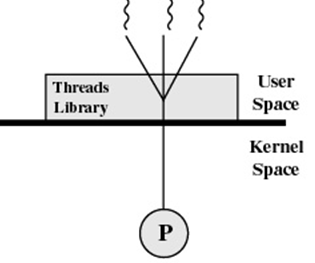 Threads
Library
User
Space
Kernel
Space
P